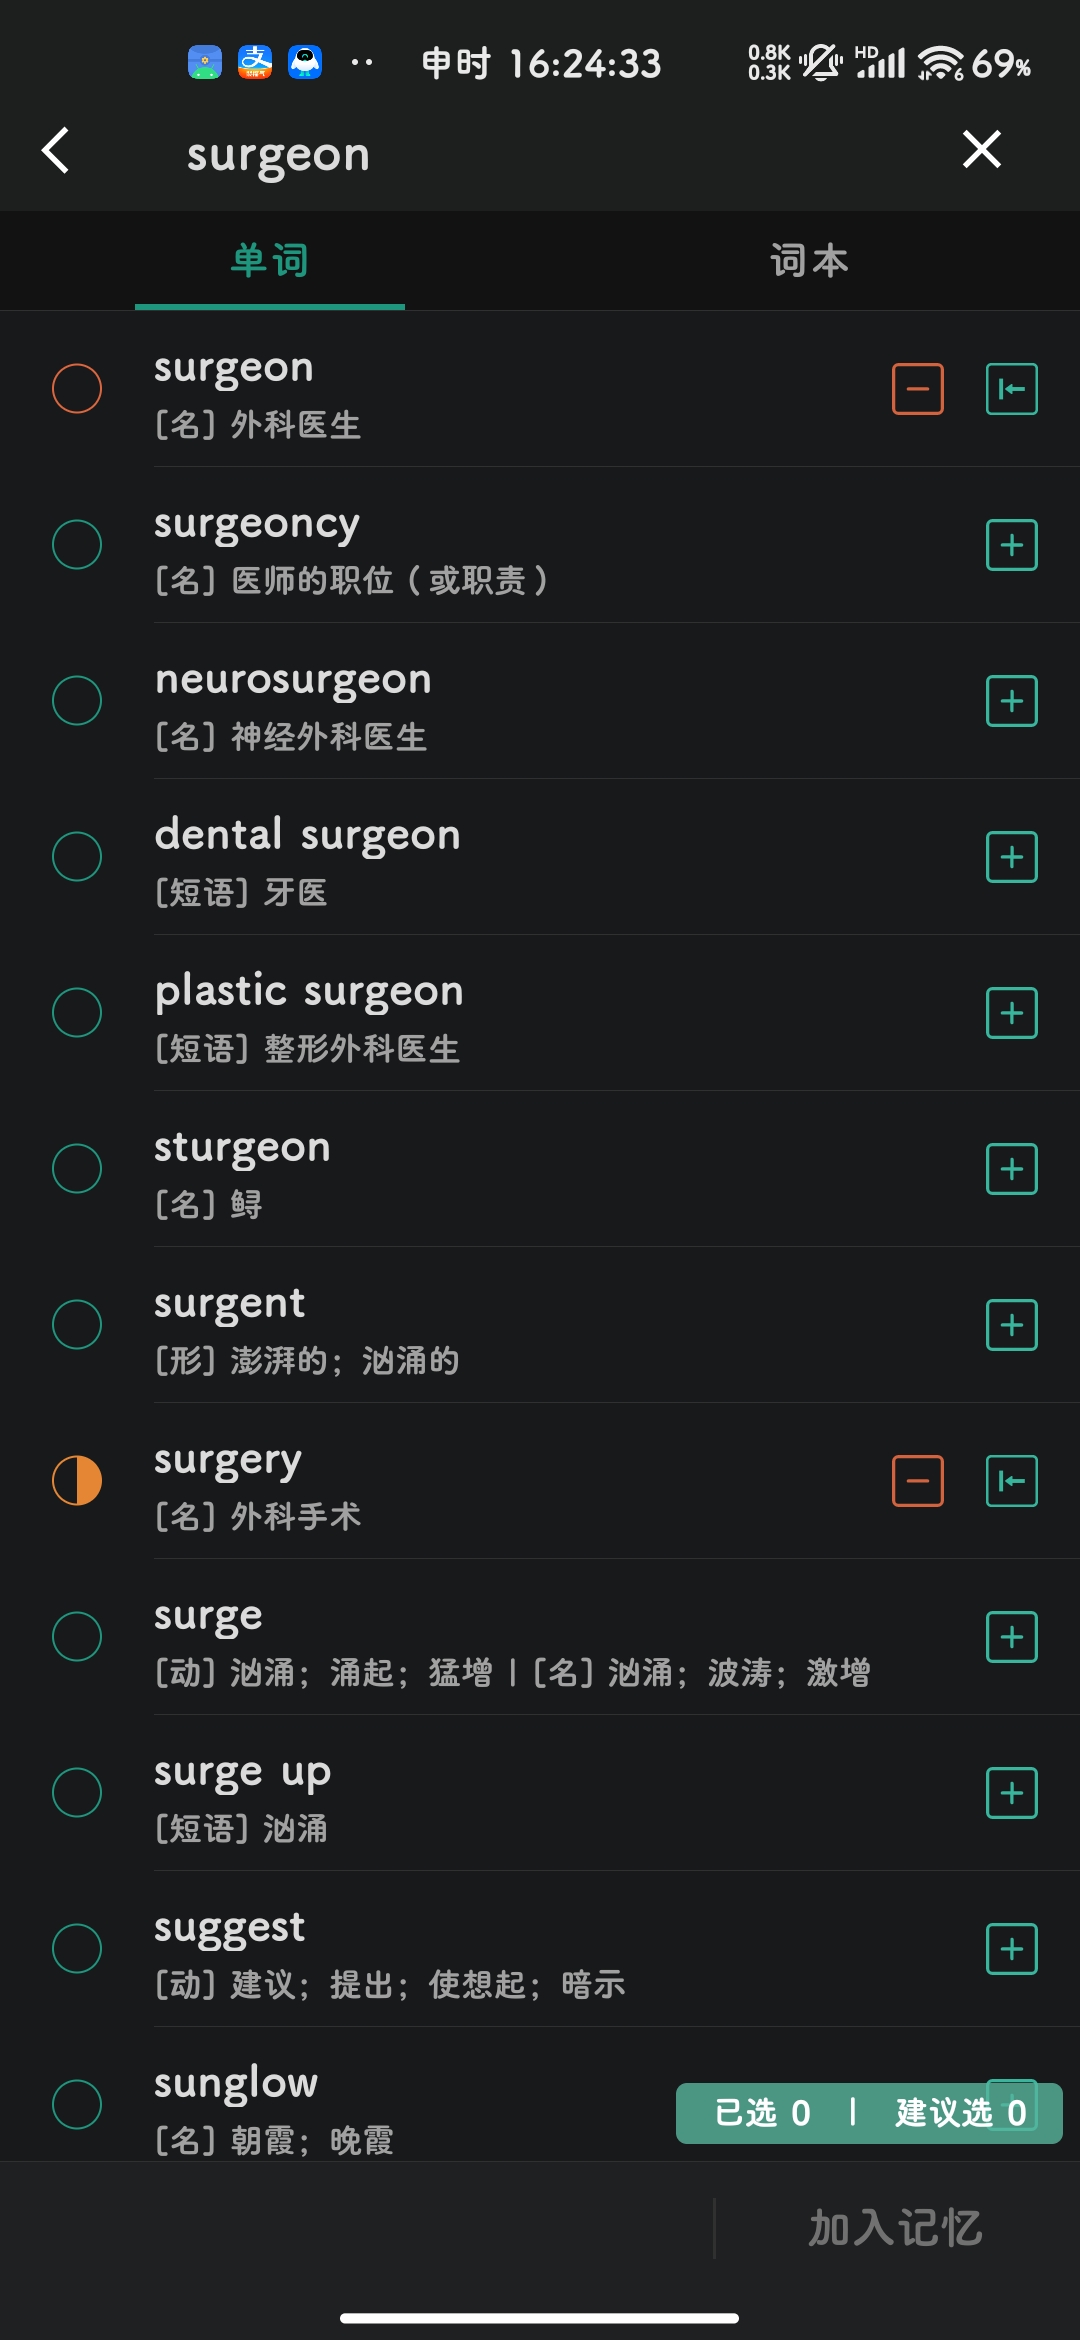 申时 16:24:33 0.8K 0.3K HD 6 69%
surgeon
单词 词本
surgeon
[名] 外科医生
surgeoncy
[名] 医师的职位（或职责）
neurosurgeon
[名] 神经外科医生
dental surgeon
[短语] 牙医
plastic surgeon
[短语] 整形外科医生
sturgeon
[名] 鲟
surgent
[形] 澎湃的；汹涌的
surgery
[名] 外科手术
surge
[动] 汹涌；涌起；猛增 | [名] 汹涌；波涛；激增
surge up
[短语] 汹涌
suggest
[动] 建议；提出；使想起；暗示
sunglow
[名] 朝霞；晚霞
已选 0 | 建议选 0
加入记忆